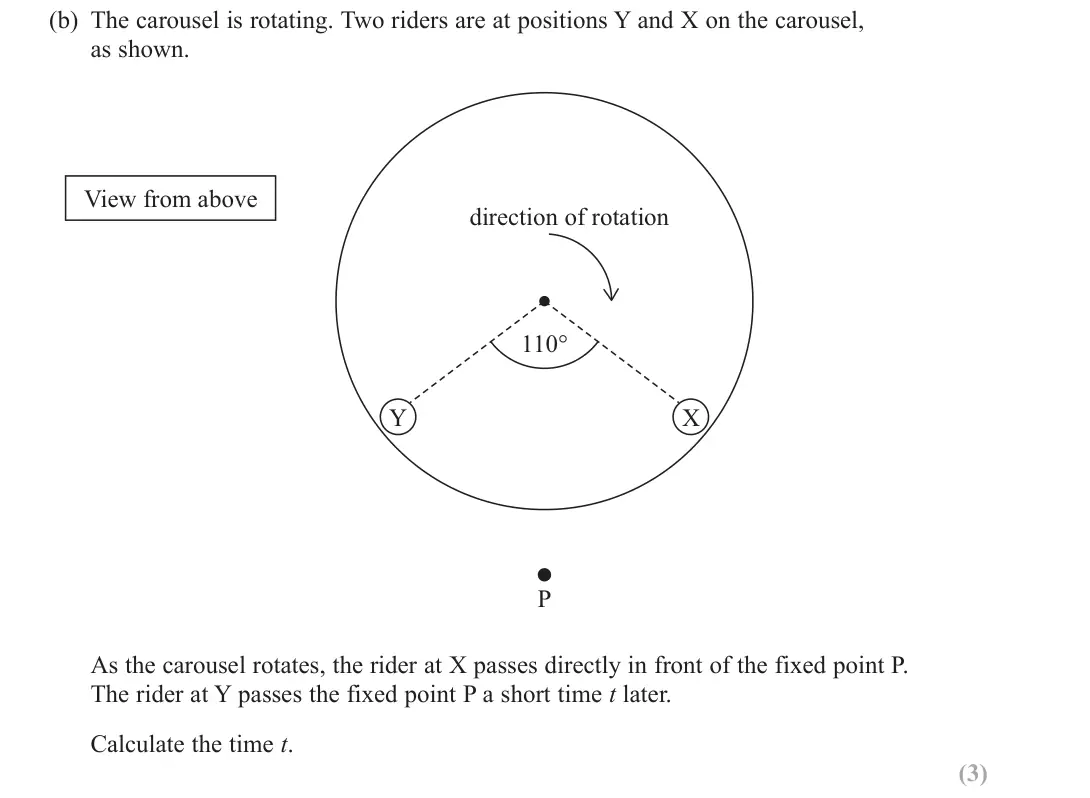 (b) The carousel is rotating. Two riders are at positions Y and X on the carousel,
as shown.
View from above
direction of rotation
110°
Y
X
P
As the carousel rotates, the rider at X passes directly in front of the fixed point P.
The rider at Y passes the fixed point P a short time t later.
Calculate the time t.
(3)